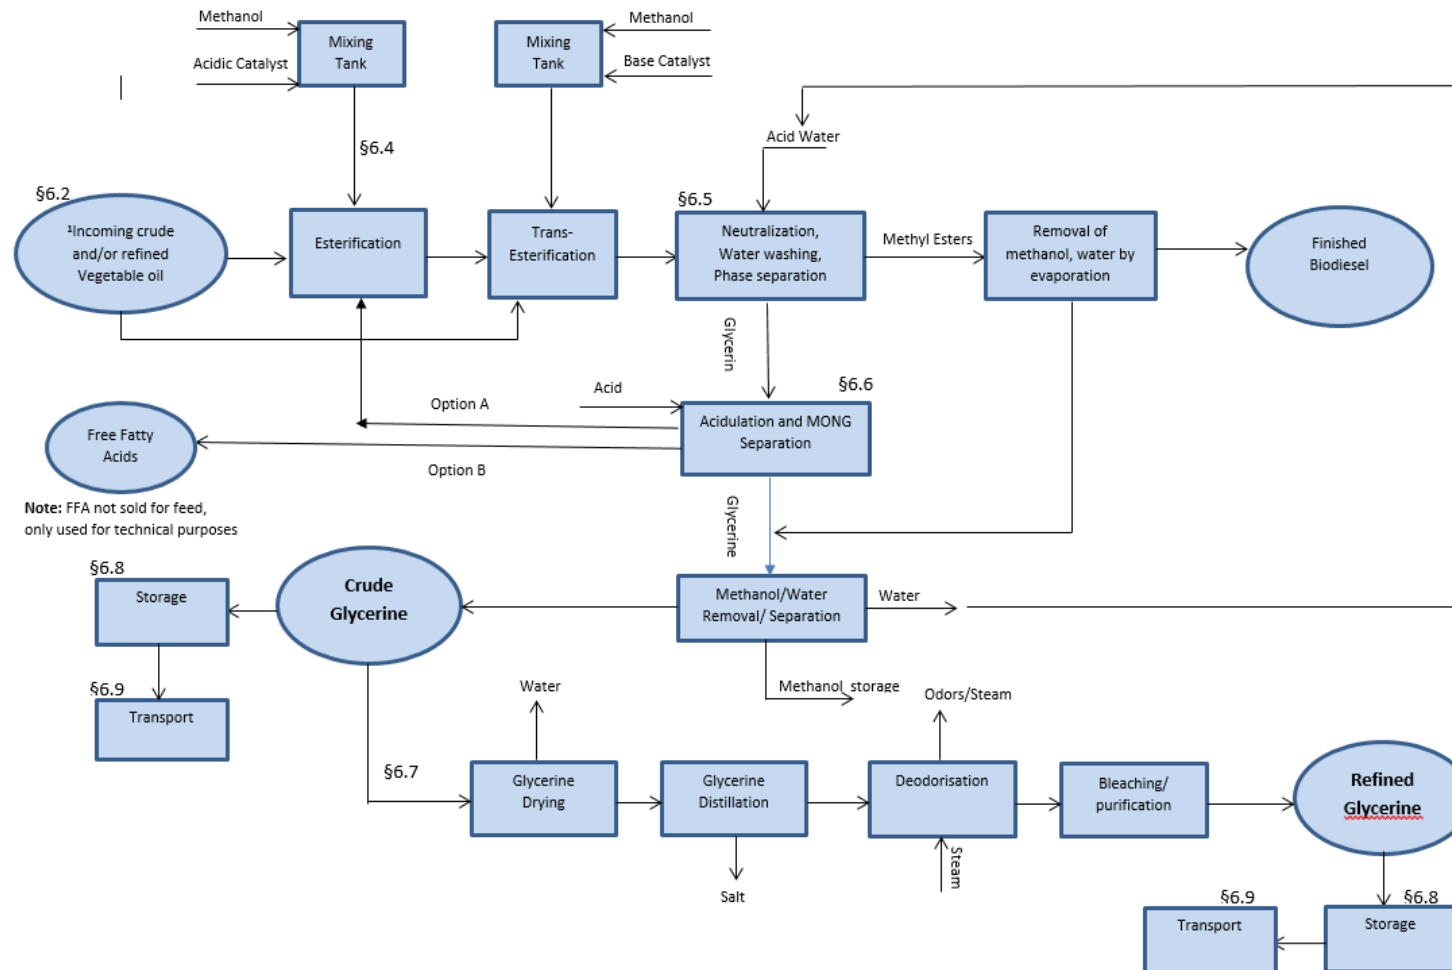 Methanol
Acidic Catalyst
Mixing
Tank
Mixing
Tank
Methanol
Base Catalyst
Acid Water
§6.4
§6.2
¹Incoming crude
and/or refined
Vegetable oil
Esterification
Trans-
Esterification
§6.5
Neutralization,
Water washing,
Phase separation
Methyl Esters
Removal of
methanol, water by
evaporation
Finished
Biodiesel
Glycerin
§6.6
Acid
Option A
Acidulation and MONG
Separation
Free Fatty
Acids
Option B
Note: FFA not sold for feed,
only used for technical purposes
Glycerine
§6.8
Storage
Crude
Glycerine
Methanol/Water
Removal/ Separation
Water
§6.9
Transport
Methanol storage
Water
Odors/Steam
§6.7
Glycerine
Drying
Glycerine
Distillation
Deodorisation
Bleaching/
purification
Refined
Glycerine
Salt
Steam
§6.9
Transport
§6.8
Storage